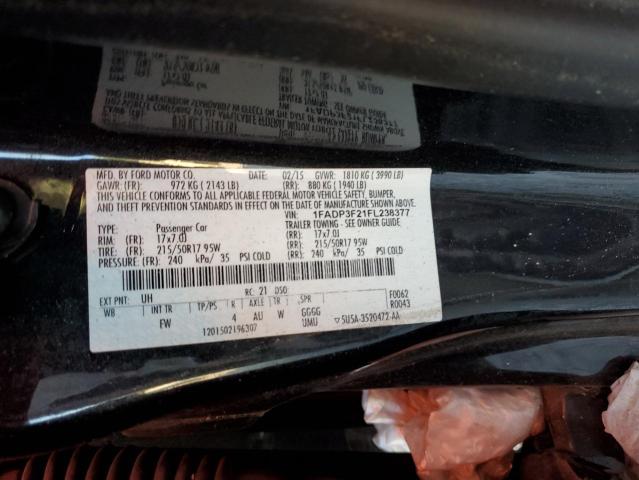 MFG. BY FORD MOTOR CO. DATE: 02/15 GVWR: 1810 KG ( 3990 LB)
GAWR: (FR): 972 KG ( 2143 LB) (RR): 880 KG ( 1940 LB)
THIS VEHICLE CONFORMS TO ALL APPLICABLE FEDERAL MOTOR VEHICLE SAFETY, BUMPER,
AND THEFT PREVENTION STANDARDS IN EFFECT ON THE DATE OF MANUFACTURE SHOWN ABOVE.
VIN: 1FADP3F21FL238377
TYPE: Passenger Car TRAILER TOWING - SEE OWNER GUIDE
RIM: (FR) 17x7.0J (RR): 17x7.0J
TIRE: (FR) 215/50R17 95W (RR): 215/50R17 95W
PRESSURE: (FR) 240 kPa/ 35 PSI COLD (RR): 240 kPa/ 35 PSI COLD
RC: 21 DSO:
EXT PNT: UH F0062
WB INT TR TP/PS R AXLE TR SPR R0043
FW 4 AU W GGGG
UMU
1201502196307 ▽5U5A-3520472-AA